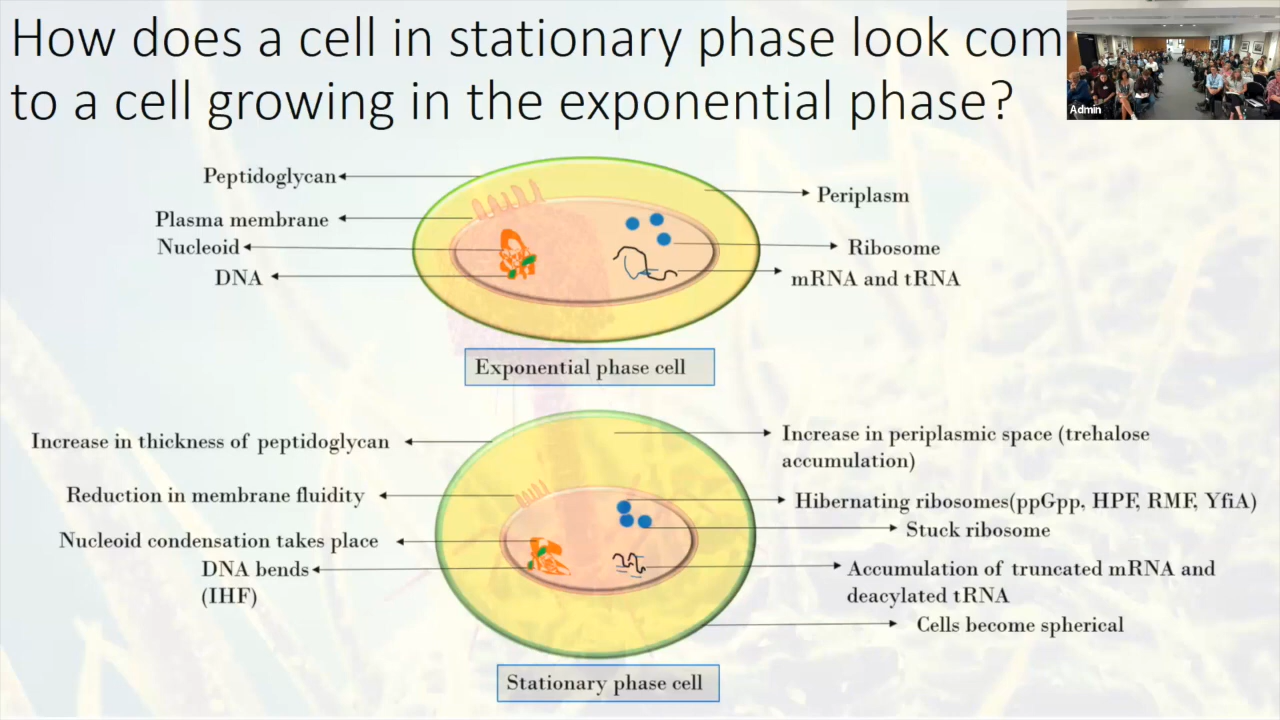 How does a cell in stationary phase look com
to a cell growing in the exponential phase?
Admin
Peptidoglycan
Plasma membrane
Nucleoid
DNA
Periplasm
Ribosome
mRNA and tRNA
Exponential phase cell
Increase in thickness of peptidoglycan
Reduction in membrane fluidity
Nucleoid condensation takes place
DNA bends
(IHF)
Increase in periplasmic space (trehalose
accumulation)
Hibernating ribosomes(ppGpp, HPF, RMF, YfiA)
Stuck ribosome
Accumulation of truncated mRNA and
deacylated tRNA
Cells become spherical
Stationary phase cell